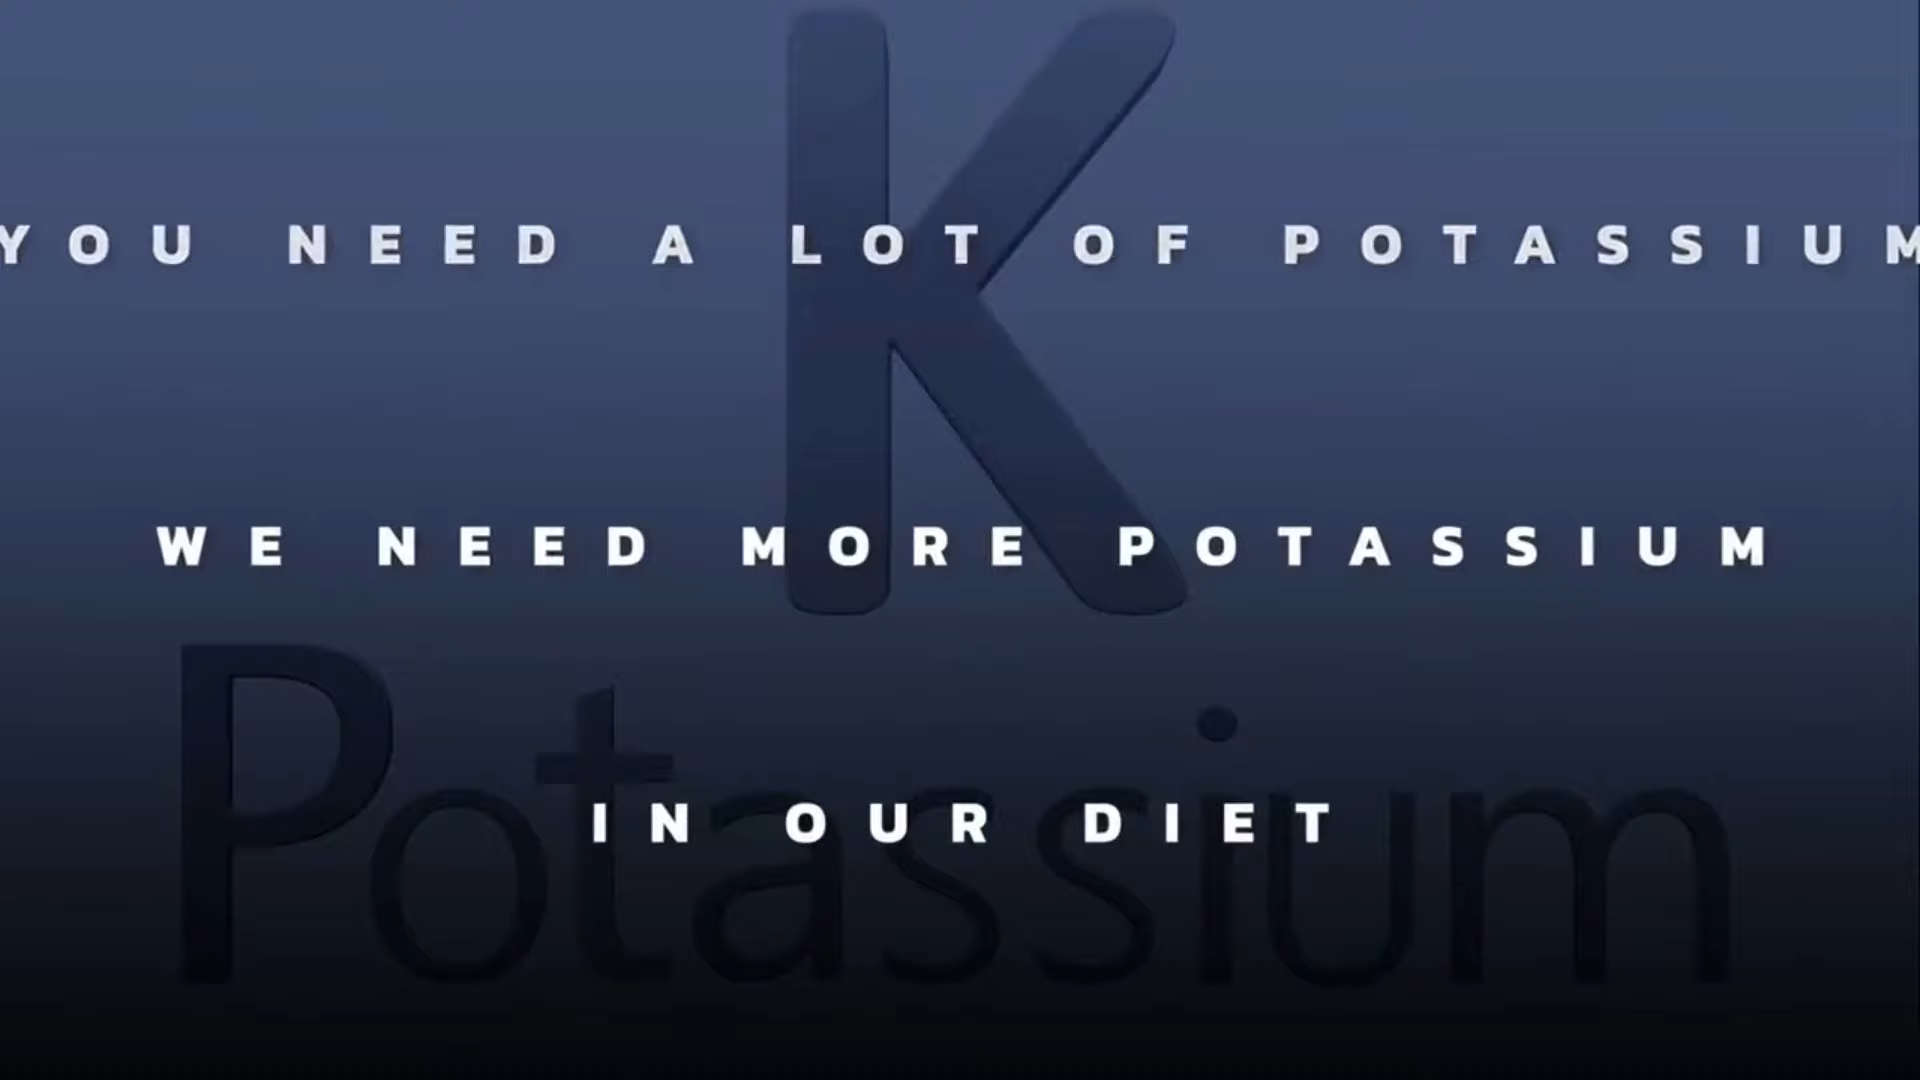 K
YOU NEED A LOT OF POTASSIUM
WE NEED MORE POTASSIUM
Potassium
IN OUR DIET